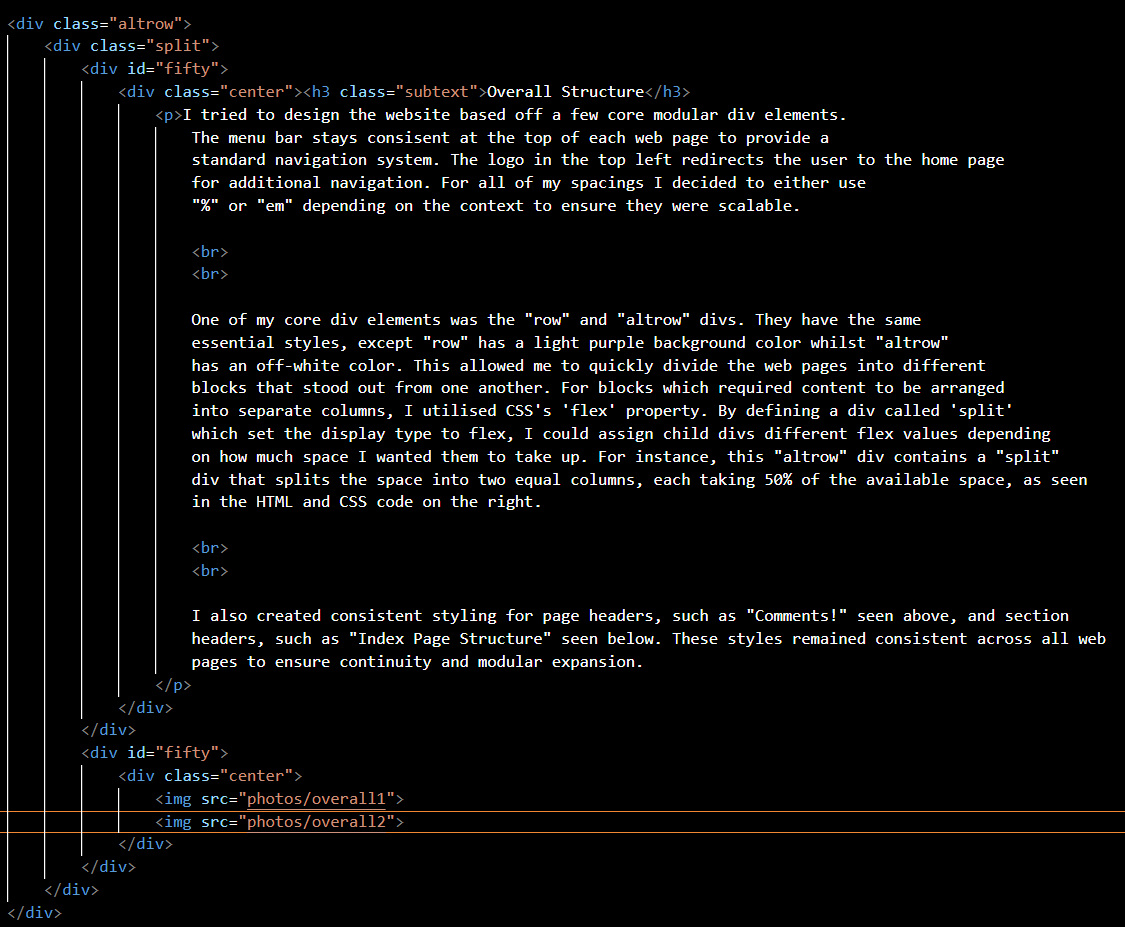 <div class="altrow">
<div class="split">
<div id="fifty">
<div class="center"><h3 class="subtext">Overall Structure</h3>
<p>I tried to design the website based off a few core modular div elements.
The menu bar stays consisent at the top of each web page to provide a
standard navigation system. The logo in the top left redirects the user to the home page
for additional navigation. For all of my spacings I decided to either use
"%" or "em" depending on the context to ensure they were scalable.
<br>
<br>
One of my core div elements was the "row" and "altrow" divs. They have the same
essential styles, except "row" has a light purple background color whilst "altrow"
has an off-white color. This allowed me to quickly divide the web pages into different
blocks that stood out from one another. For blocks which required content to be arranged
into separate columns, I utilised CSS's 'flex' property. By defining a div called 'split'
which set the display type to flex, I could assign child divs different flex values depending
on how much space I wanted them to take up. For instance, this "altrow" div contains a "split"
div that splits the space into two equal columns, each taking 50% of the available space, as seen
in the HTML and CSS code on the right.
<br>
<br>
I also created consistent styling for page headers, such as "Comments!" seen above, and section
headers, such as "Index Page Structure" seen below. These styles remained consistent across all web
pages to ensure continuity and modular expansion.
</p>
</div>
</div>
<div id="fifty">
<div class="center">
<img src="photos/overall1">
<img src="photos/overall2">
</div>
</div>
</div>
</div>